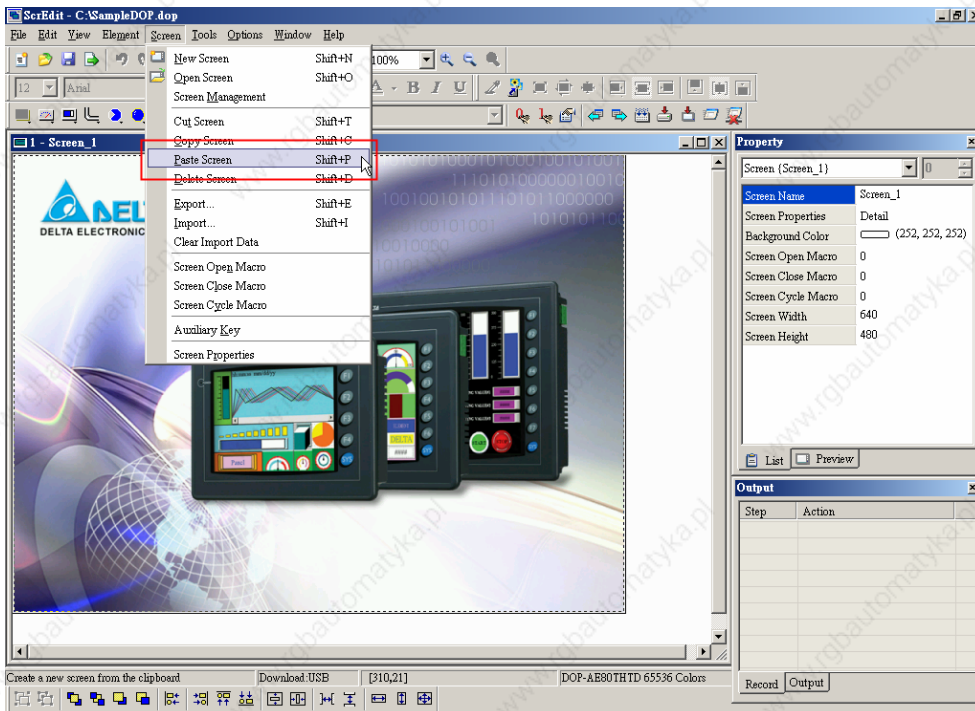 ScrEdit - C:\SampleDOP.dop
File Edit View Element Screen Tools Options Window Help
100%
12 Arial
A B I U
New Screen Shift+N
Open Screen Shift+O
Screen Management
Cut Screen Shift+T
Copy Screen Shift+C
Paste Screen Shift+P
Delete Screen Shift+D
Export... Shift+E
Import... Shift+I
Clear Import Data
Screen Open Macro
Screen Close Macro
Screen Cycle Macro
Auxiliary Key
Screen Properties
1 - Screen_1
DELTA ELECTRONIC
DELTA
START
Property
Screen {Screen_1} 0
Screen Name Screen_1
Screen Properties Detail
Background Color (252, 252, 252)
Screen Open Macro 0
Screen Close Macro 0
Screen Cycle Macro 0
Screen Width 640
Screen Height 480
List Preview
Output
Step Action
Record Output
Create a new screen from the clipboard Download:USB [310,21] DOP-AE80THTD 65536 Colors
www.rgbautomatyka.pl